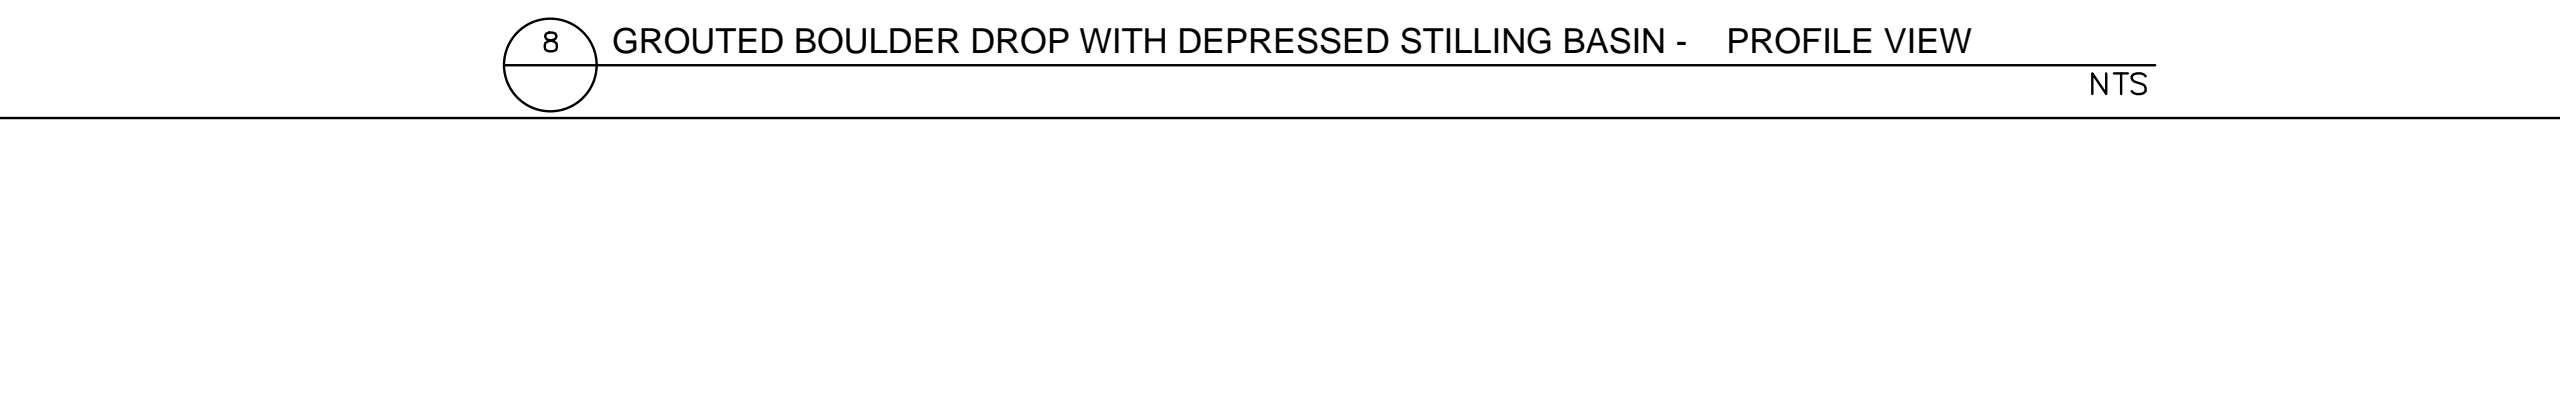 8
GROUTED BOULDER DROP WITH DEPRESSED STILLING BASIN - PROFILE VIEW
NTS